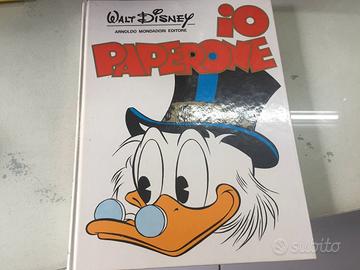 WALT DISNEY
ARNOLDO MONDADORI EDITORE
iO
PAPERONE
subito